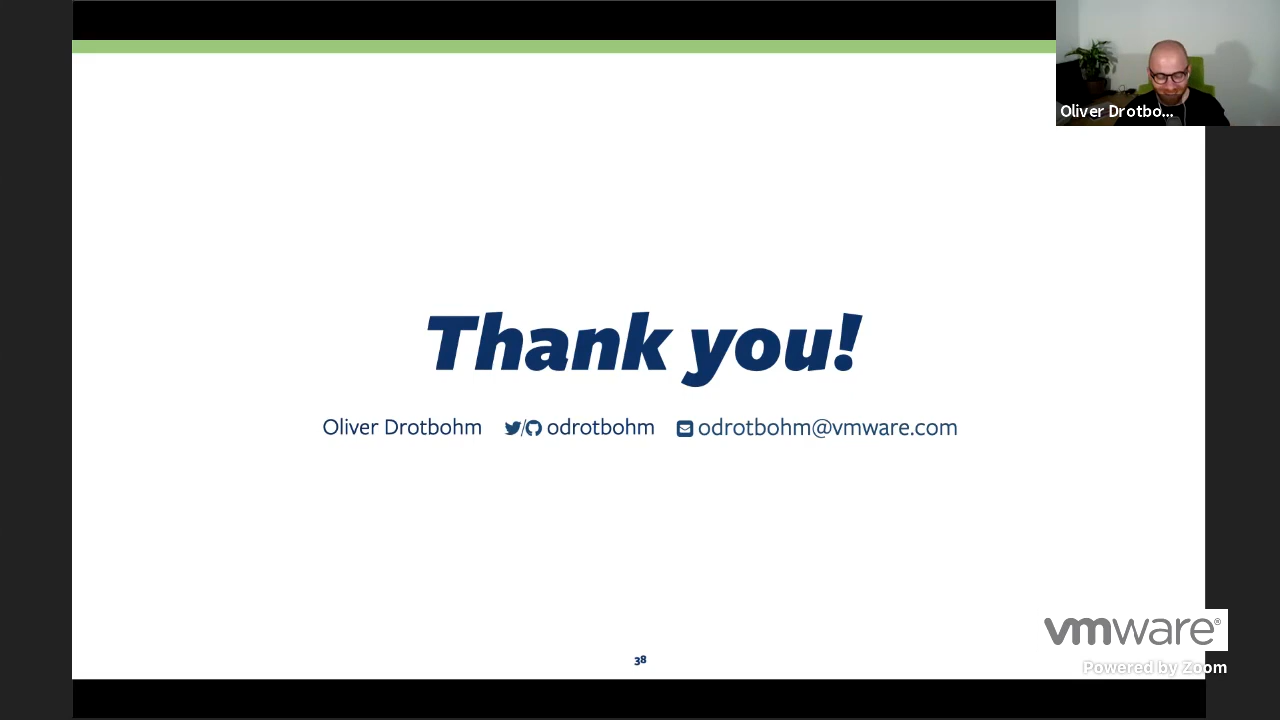 Oliver Drotbo...
Thank you!
Oliver Drotbohm / odrotbohm odrotbohm@vmware.com
38
vmware®
Powered by Zoom